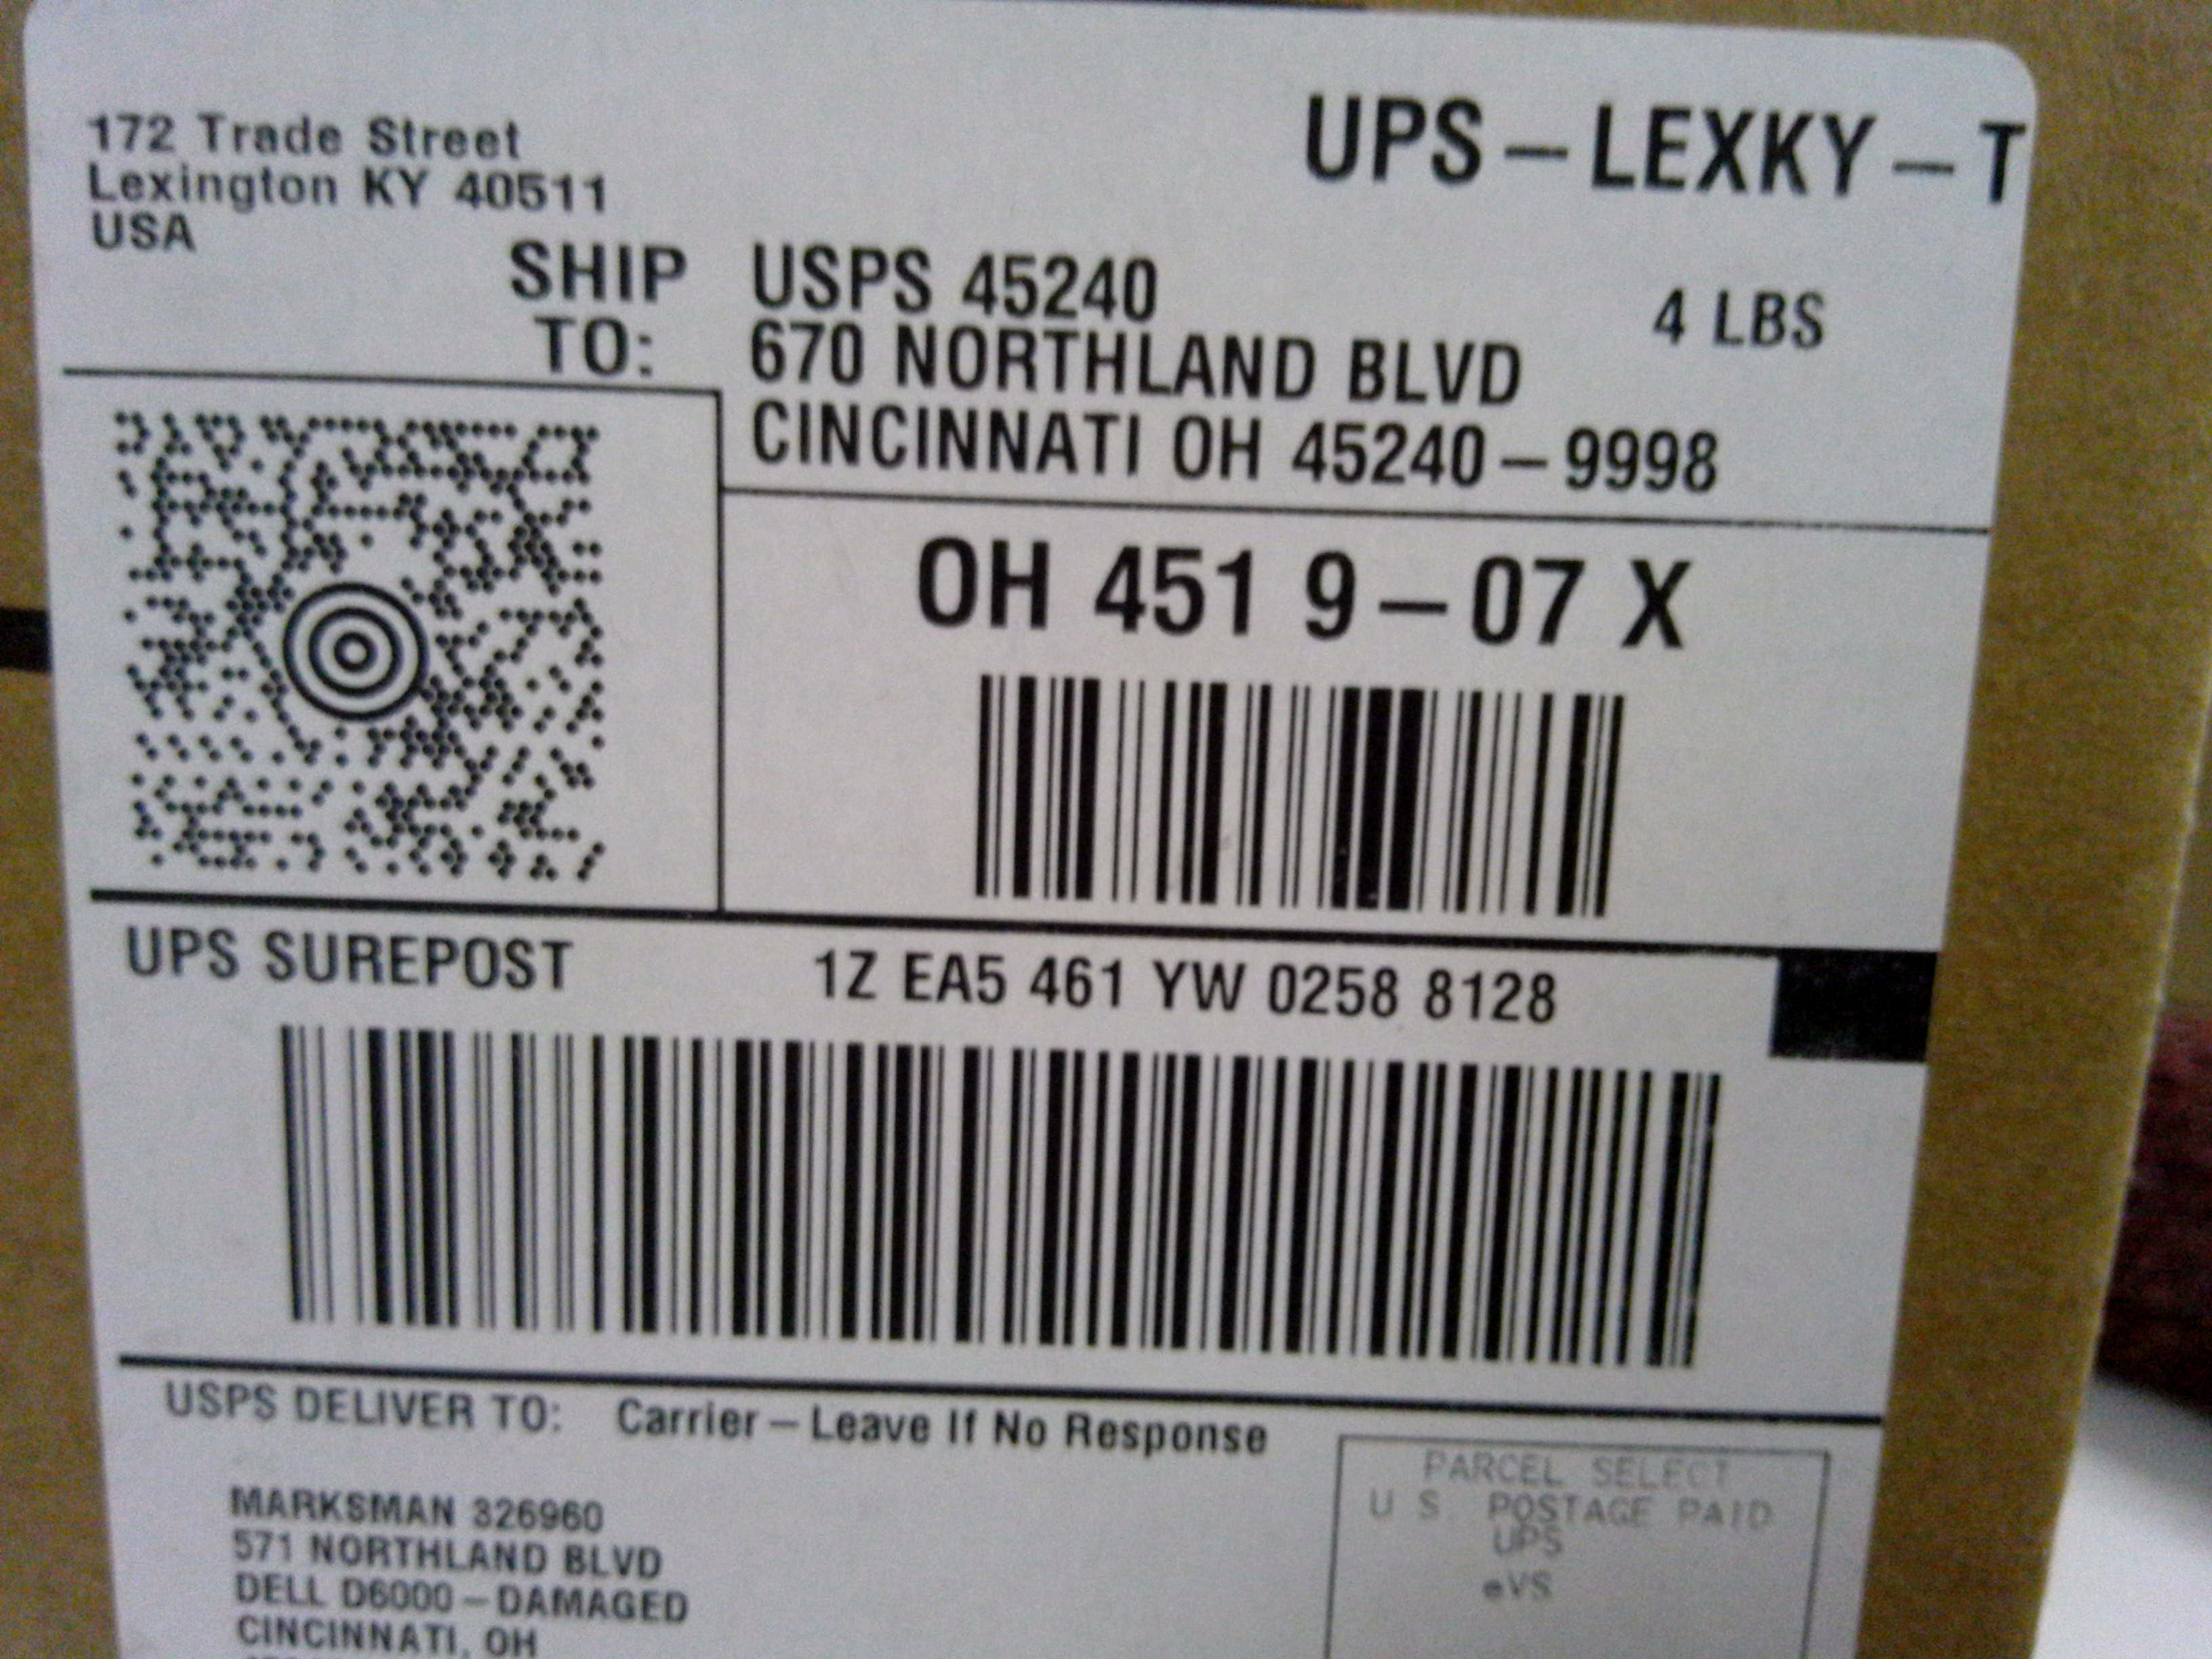 172 Trade Street
Lexington KY 40511
USA
UPS-LEXKY-T
SHIP TO:
USPS 45240
670 NORTHLAND BLVD
CINCINNATI OH 45240-9998
4 LBS
OH 451 9-07 X
UPS SUREPOST
1Z EA5 461 YW 0258 8128
USPS DELIVER TO: Carrier-Leave If No Response
MARKSMAN 326960
571 NORTHLAND BLVD
DELL D6000-DAMAGED
CINCINNATI, OH
PARCEL SELECT
U S. POSTAGE PAID
UPS
eVS